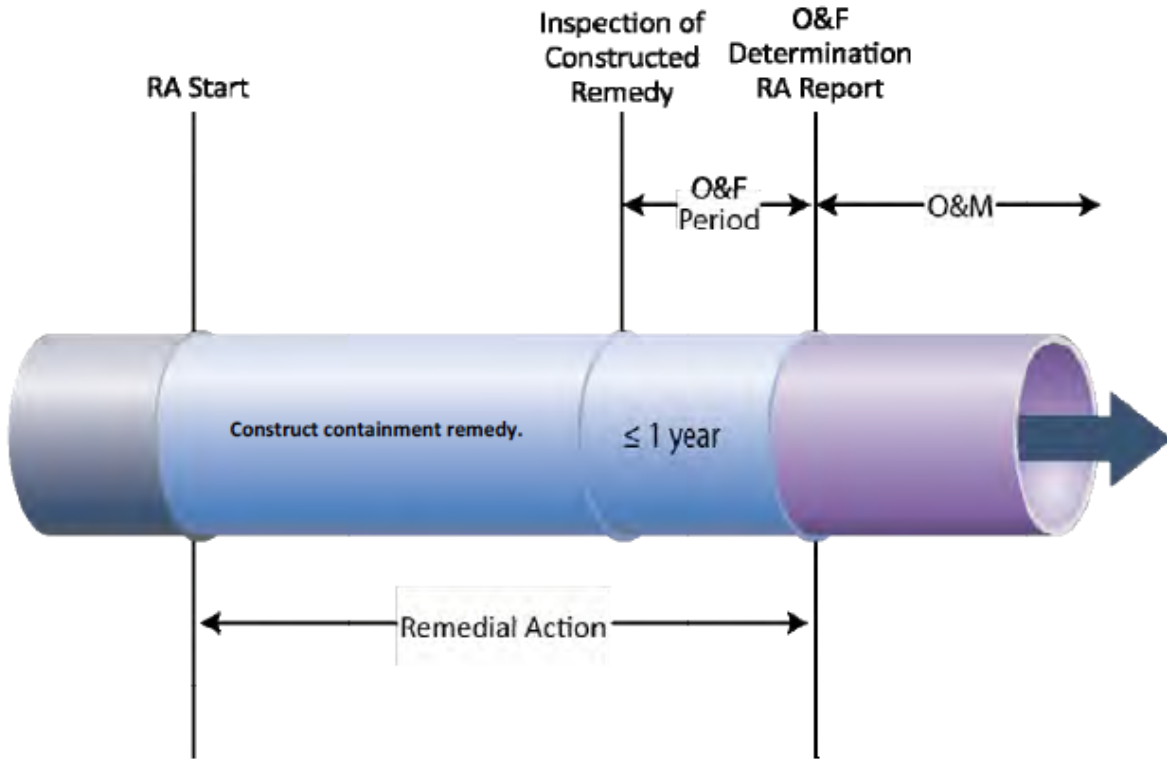 RA Start
Inspection of
Constructed
Remedy
O&F
Determination
RA Report
O&F
Period
O&M
Construct containment remedy.
≤ 1 year
Remedial Action